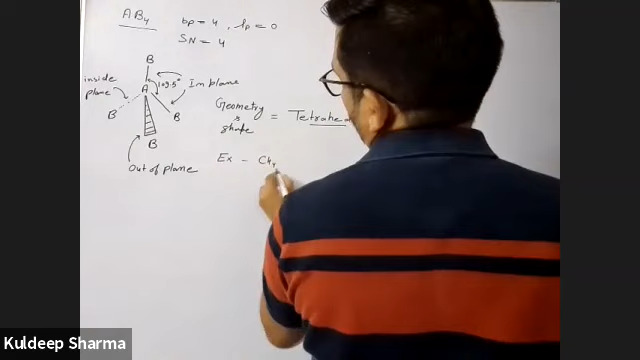 AB4
bp = 4, lp = 0
SN = 4
B
inside plane
A
109.5°
In plane
B
B
B
Out of plane
Geometry & shape = Tetrahe
Ex - CH4
Kuldeep Sharma